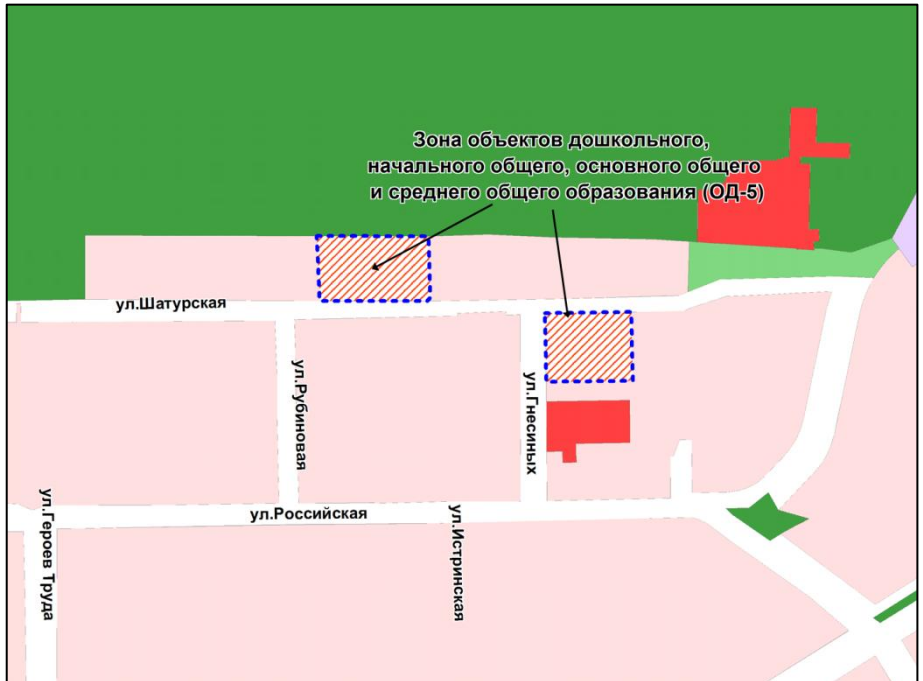 Зона объектов дошкольного,
начального общего, основного общего
и среднего общего образования (ОД-5)
ул.Шатурская
ул.Рубиновая
ул.Гнесиных
ул.Героев Труда
ул.Российская
ул.Истринская